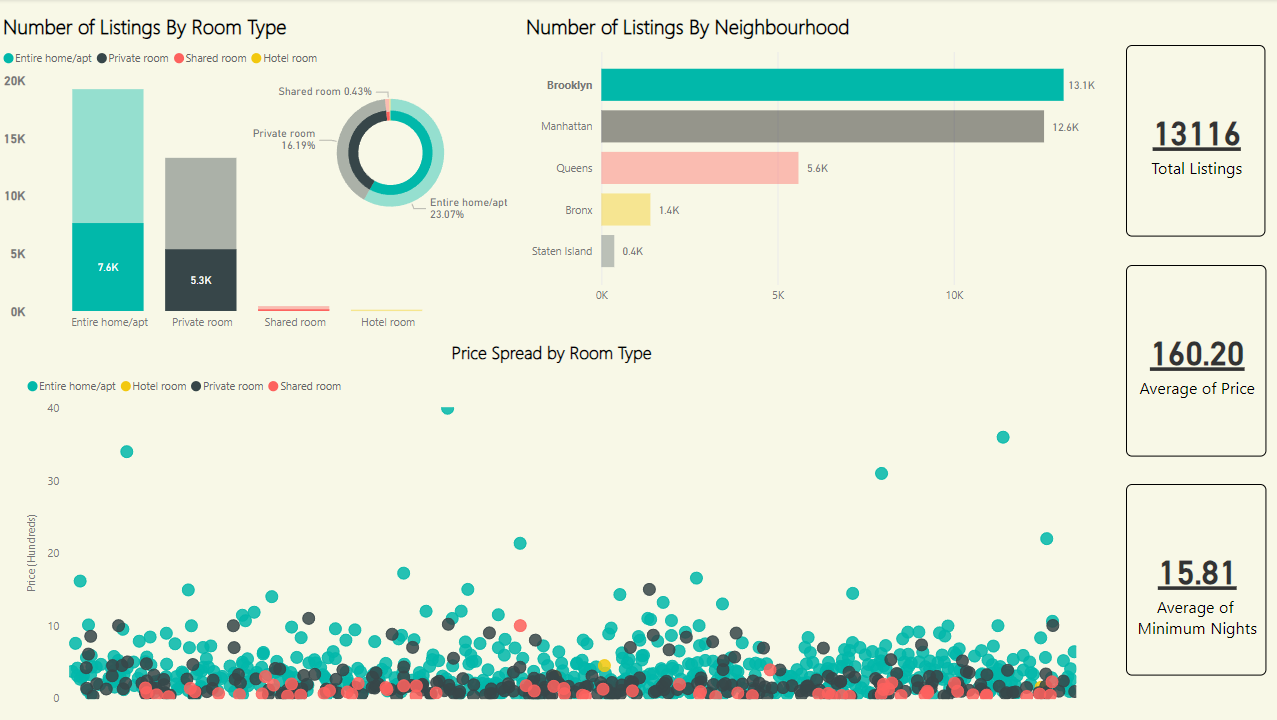 Number of Listings By Room Type
Entire home/apt Private room Shared room Hotel room
20K
15K
10K
5K
0K
7.6K
5.3K
Entire home/apt
Private room
Shared room
Hotel room
Shared room 0.43%
Private room
16.19%
Entire home/apt
23.07%
Number of Listings By Neighbourhood
Brooklyn
13.1K
Manhattan
12.6K
Queens
5.6K
Bronx
1.4K
Staten Island
0.4K
0K
5K
10K
13116
Total Listings
160.20
Average of Price
15.81
Average of
Minimum Nights
Price Spread by Room Type
Entire home/apt Hotel room Private room Shared room
Price (Hundreds)
40
30
20
10
0